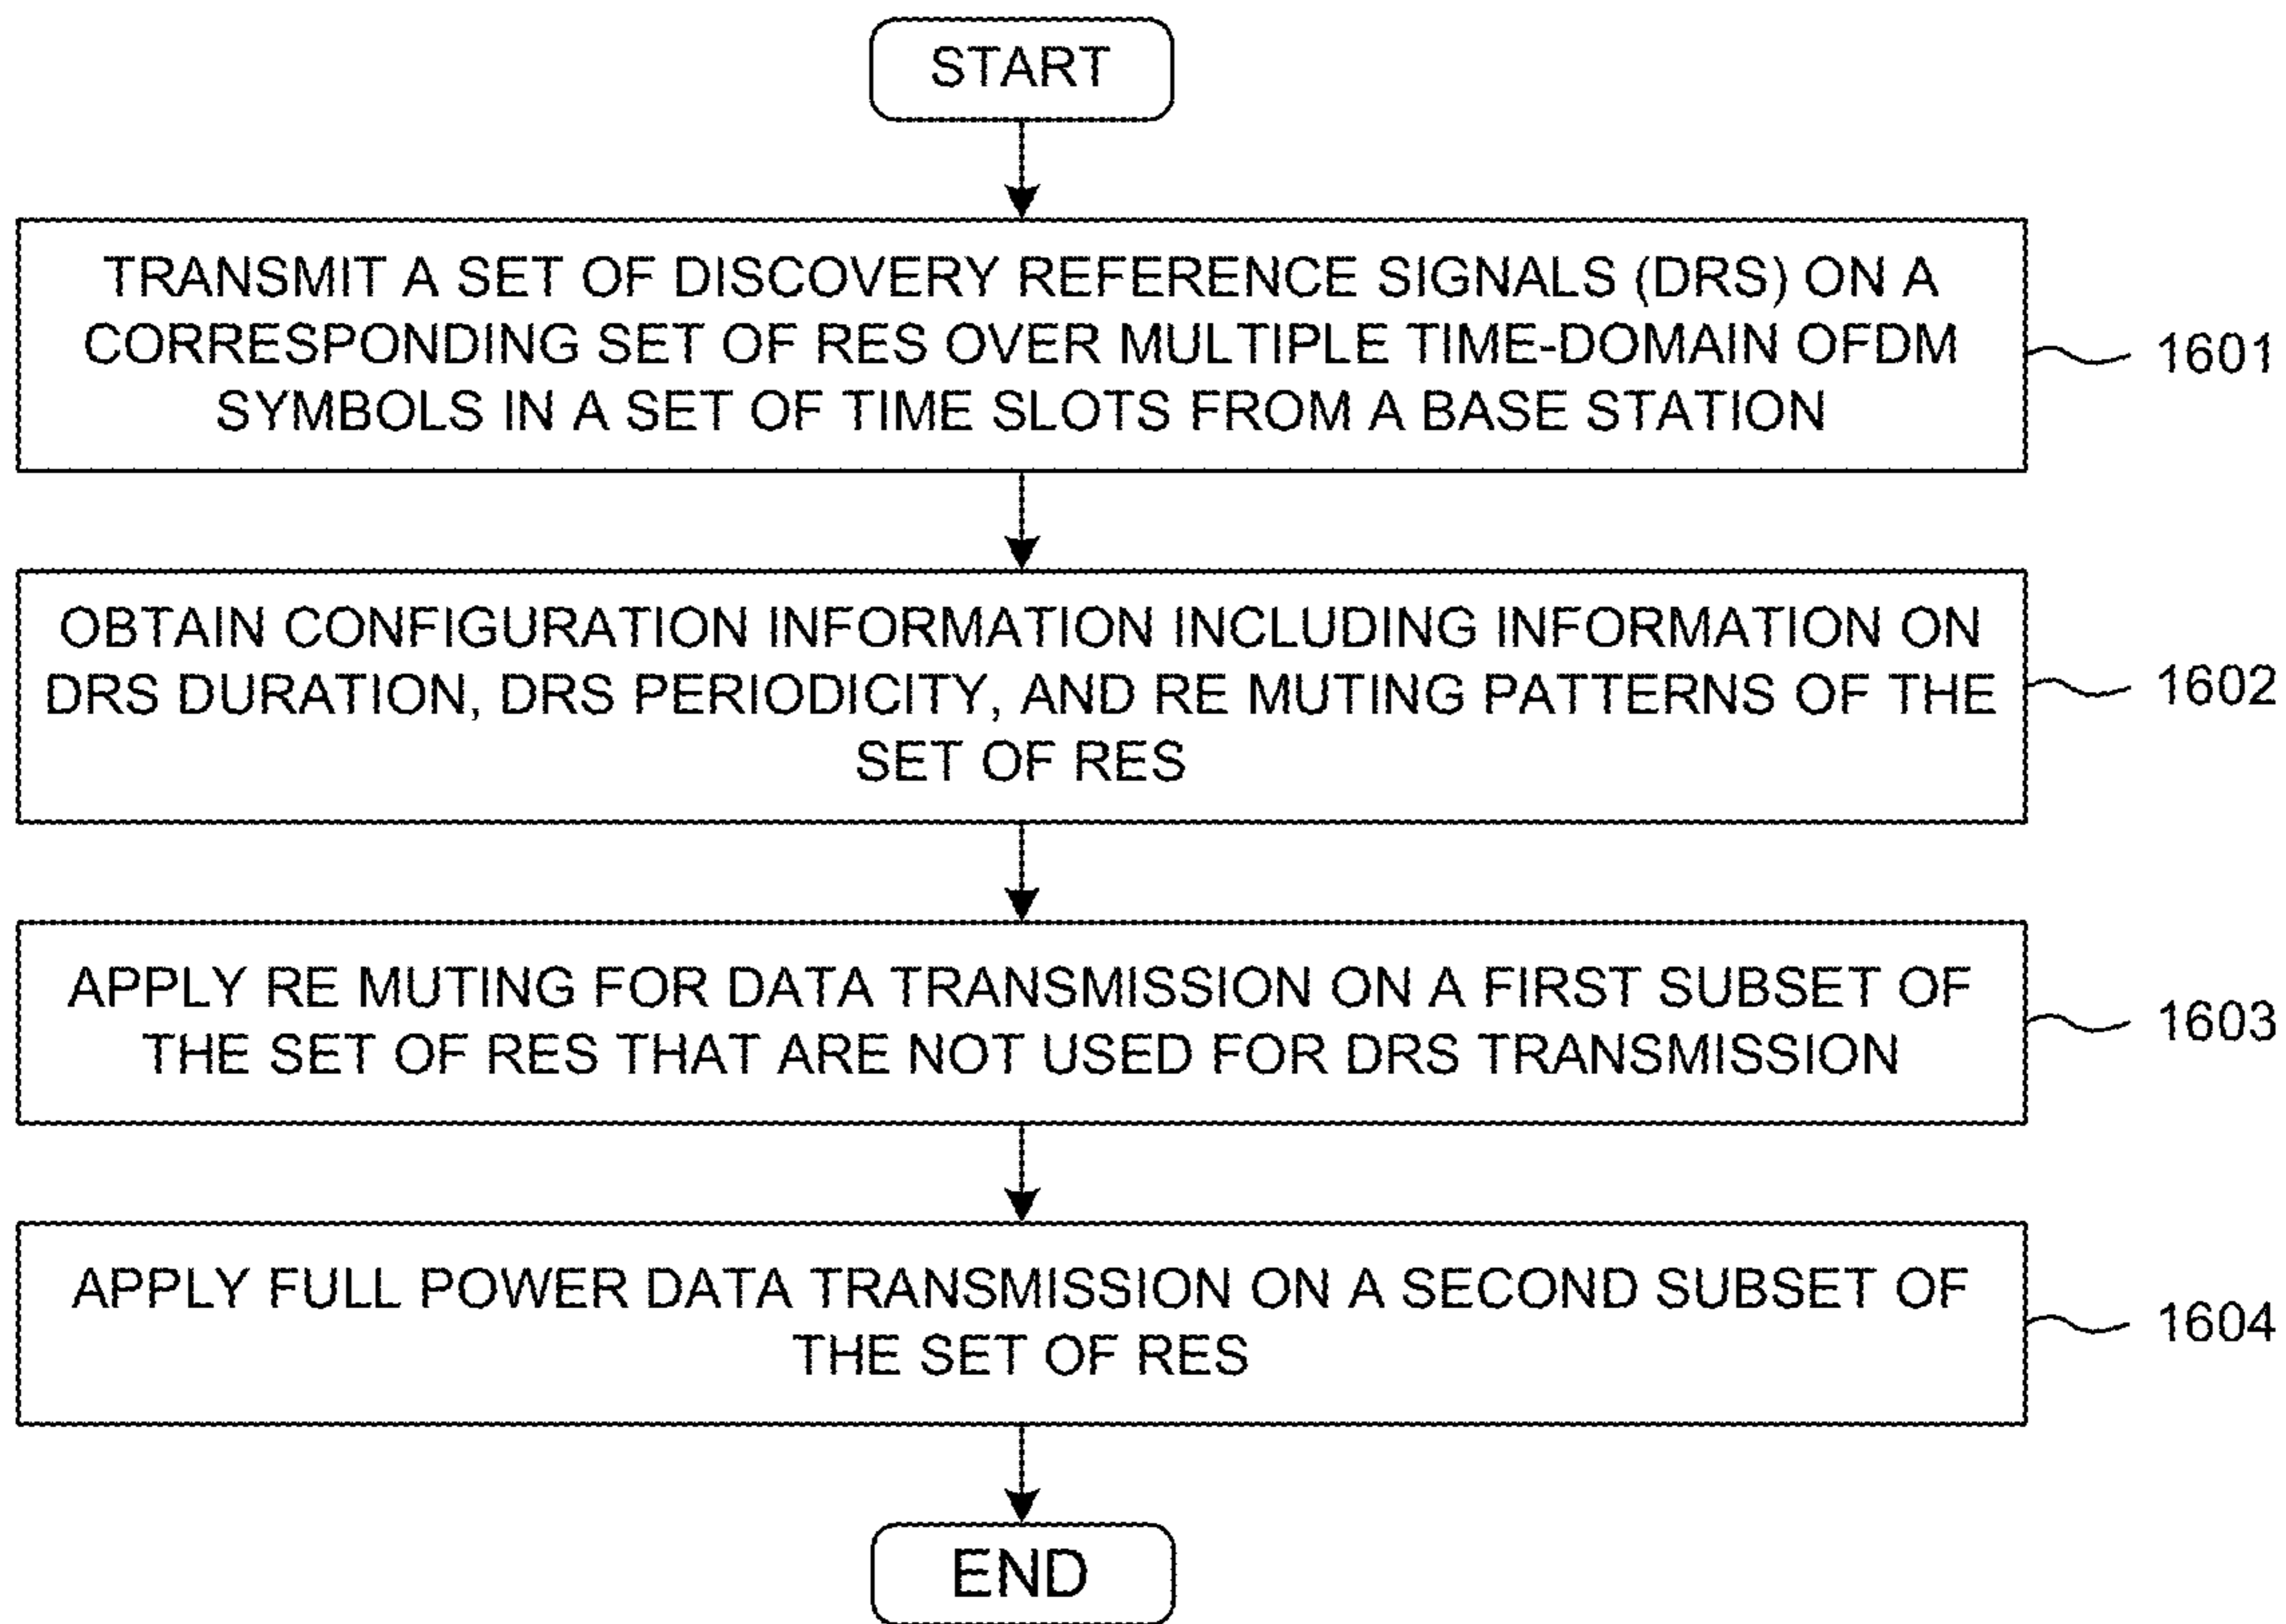 START
TRANSMIT A SET OF DISCOVERY REFERENCE SIGNALS (DRS) ON A
CORRESPONDING SET OF RES OVER MULTIPLE TIME-DOMAIN OFDM
SYMBOLS IN A SET OF TIME SLOTS FROM A BASE STATION
1601
OBTAIN CONFIGURATION INFORMATION INCLUDING INFORMATION ON
DRS DURATION, DRS PERIODICITY, AND RE MUTING PATTERNS OF THE
SET OF RES
1602
APPLY RE MUTING FOR DATA TRANSMISSION ON A FIRST SUBSET OF
THE SET OF RES THAT ARE NOT USED FOR DRS TRANSMISSION
1603
APPLY FULL POWER DATA TRANSMISSION ON A SECOND SUBSET OF
THE SET OF RES
1604
END